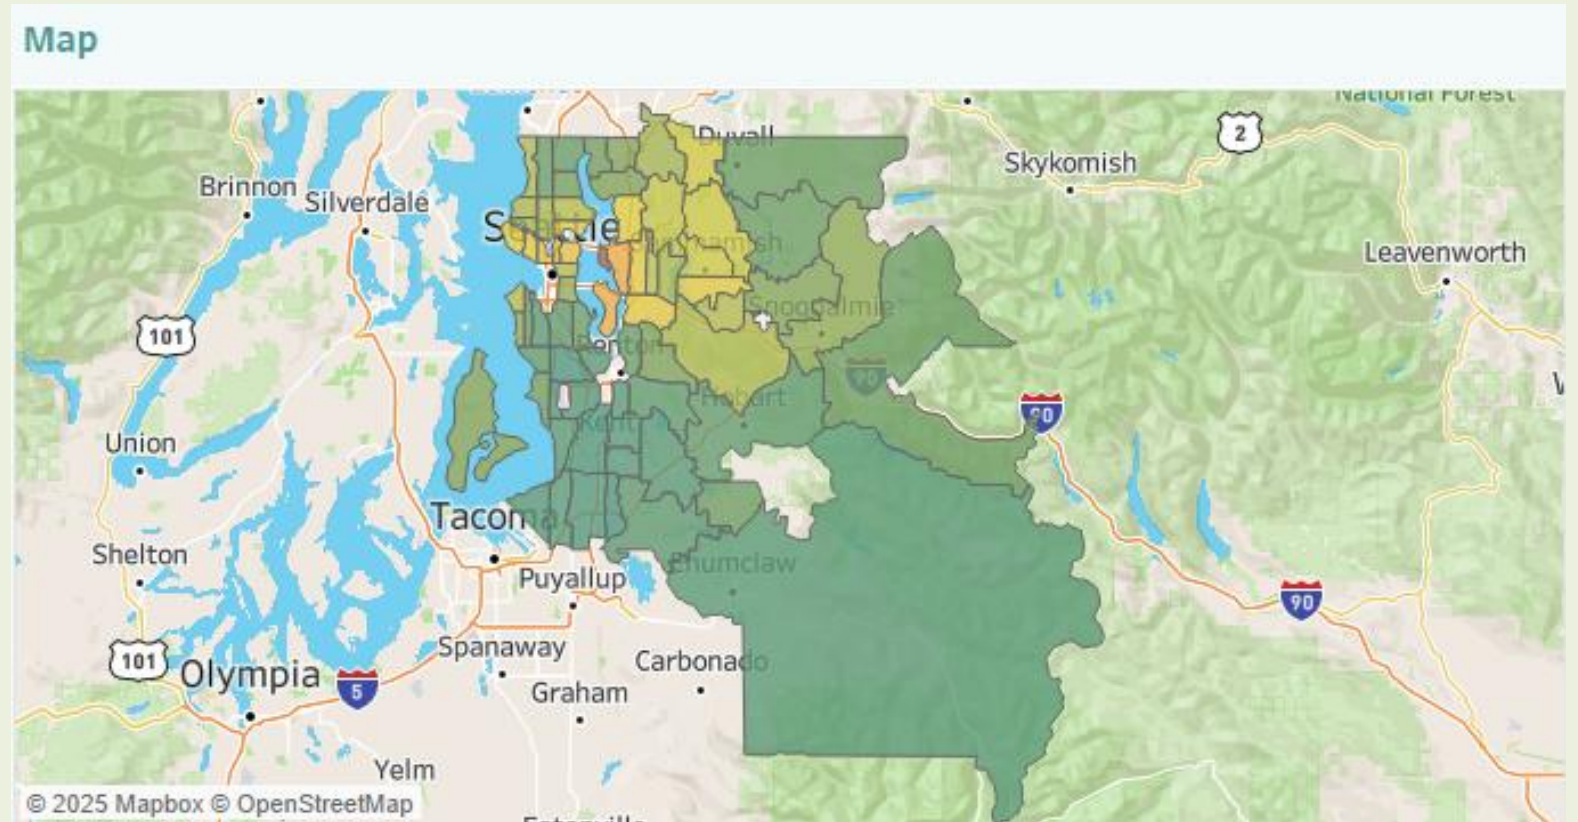 Map
National Forest
Duvall
2
Skykomish
Brinnon
Silverdale
Leavenworth
101
Snoqualmie
Renton
90
Hobart
90
Kent
Union
Tacoma
Shelton
Enumclaw
Puyallup
90
101
Spanaway
Carbonado
Olympia
5
Graham
Yelm
© 2025 Mapbox © OpenStreetMap